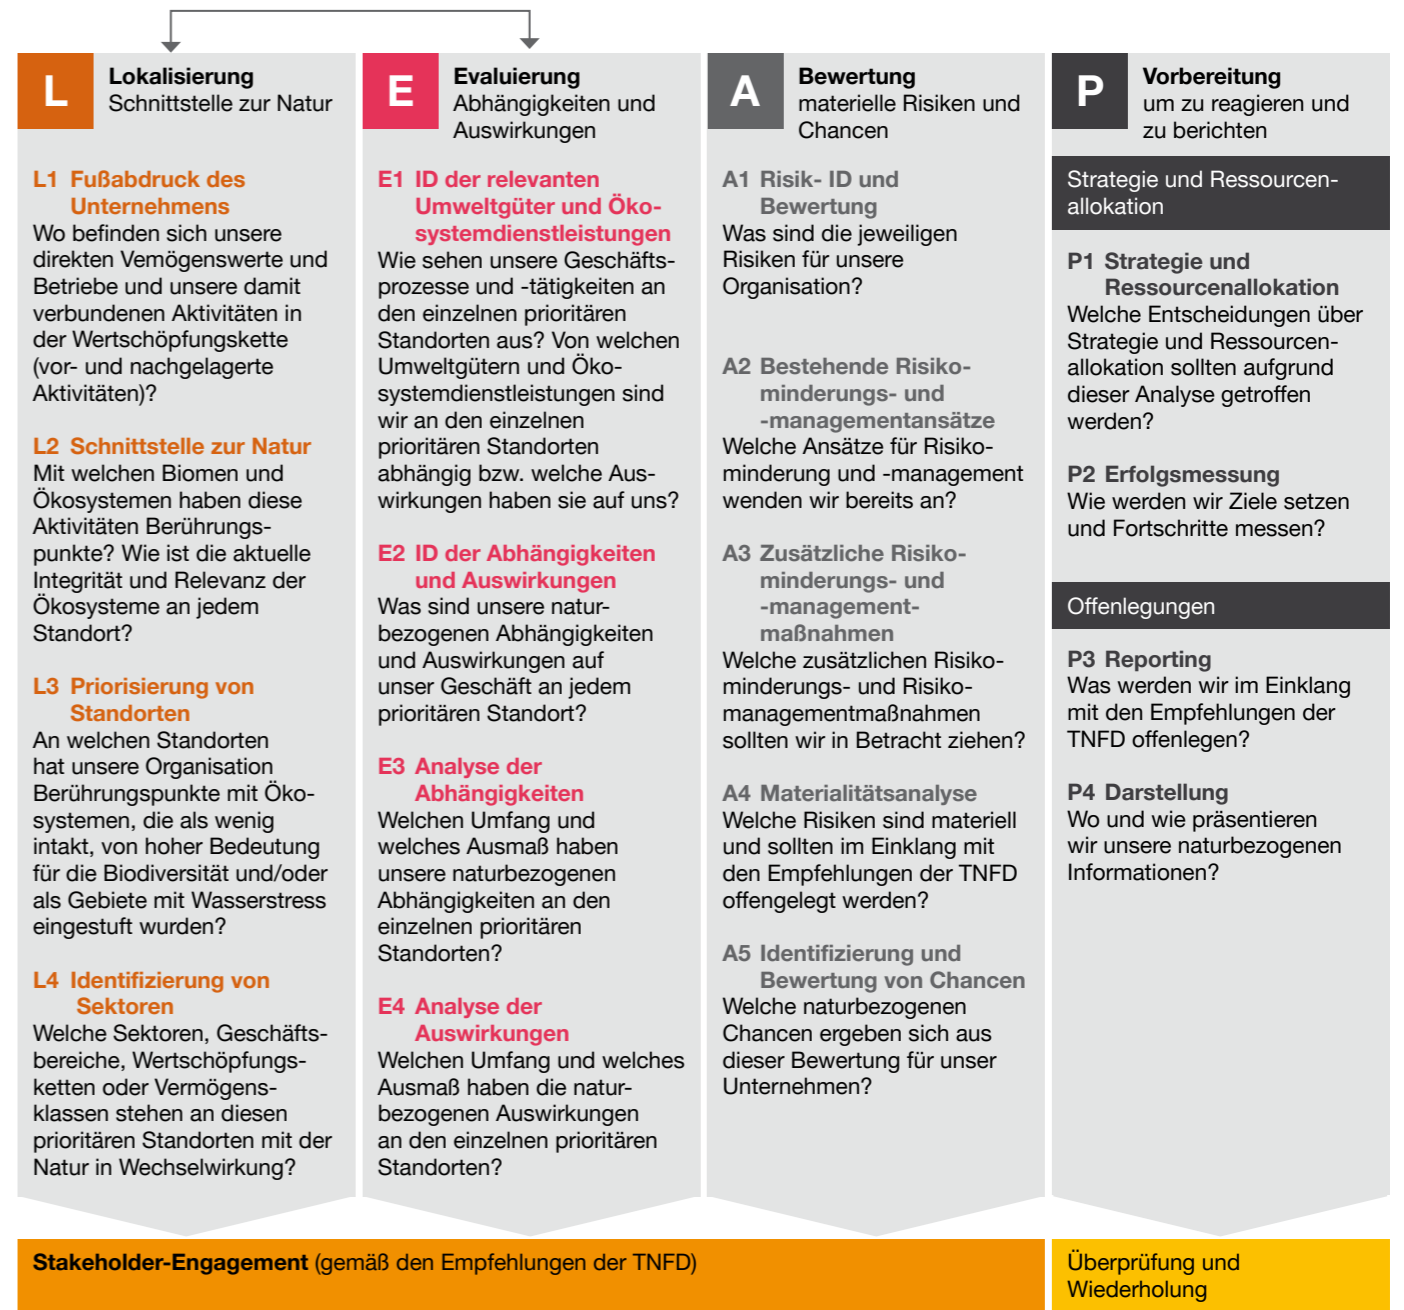 L
Lokalisierung
Schnittstelle zur Natur
L1 Fußabdruck des
Unternehmens
Wo befinden sich unsere
direkten Vermögenswerte und
Betriebe und unsere damit
verbundenen Aktivitäten in
der Wertschöpfungskette
(vor- und nachgelagerte
Aktivitäten)?
L2 Schnittstelle zur Natur
Mit welchen Biomen und
Ökosystemen haben diese
Aktivitäten Berührungs-
punkte? Wie ist die aktuelle
Integrität und Relevanz der
Ökosysteme an jedem
Standort?
L3 Priorisierung von
Standorten
An welchen Standorten
hat unsere Organisation
Berührungspunkte mit Öko-
systemen, die als wenig
intakt, von hoher Bedeutung
für die Biodiversität und/oder
als Gebiete mit Wasserstress
eingestuft wurden?
L4 Identifizierung von
Sektoren
Welche Sektoren, Geschäfts-
bereiche, Wertschöpfungs-
ketten oder Vermögens-
klassen stehen an diesen
prioritären Standorten mit der
Natur in Wechselwirkung?
E
Evaluierung
Abhängigkeiten und
Auswirkungen
E1 ID der relevanten
Umweltgüter und Öko-
systemdienstleistungen
Wie sehen unsere Geschäfts-
prozesse und -tätigkeiten an
den einzelnen prioritären
Standorten aus? Von welchen
Umweltgütern und Öko-
systemdienstleistungen sind
wir an den einzelnen
prioritären Standorten
abhängig bzw. welche Aus-
wirkungen haben sie auf uns?
E2 ID der Abhängigkeiten
und Auswirkungen
Was sind unsere natur-
bezogenen Abhängigkeiten
und Auswirkungen auf
unser Geschäft an jedem
prioritären Standort?
E3 Analyse der
Abhängigkeiten
Welchen Umfang und
welches Ausmaß haben
unsere naturbezogenen
Abhängigkeiten an den
einzelnen prioritären
Standorten?
E4 Analyse der
Auswirkungen
Welchen Umfang und welches
Ausmaß haben die natur-
bezogenen Auswirkungen
an den einzelnen prioritären
Standorten?
A
Bewertung
materielle Risiken und
Chancen
A1 Risik- ID und
Bewertung
Was sind die jeweiligen
Risiken für unsere
Organisation?
A2 Bestehende Risiko-
minderungs- und
-managementansätze
Welche Ansätze für Risiko-
minderung und -management
wenden wir bereits an?
A3 Zusätzliche Risiko-
minderungs- und
-management-
maßnahmen
Welche zusätzlichen Risiko-
minderungs- und Risiko-
managementmaßnahmen
sollten wir in Betracht ziehen?
A4 Materialitätsanalyse
Welche Risiken sind materiell
und sollten im Einklang mit
den Empfehlungen der TNFD
offengelegt werden?
A5 Identifizierung und
Bewertung von Chancen
Welche naturbezogenen
Chancen ergeben sich aus
dieser Bewertung für unser
Unternehmen?
P
Vorbereitung
um zu reagieren und
zu berichten
Strategie und Ressourcen-
allokation
P1 Strategie und
Ressourcenallokation
Welche Entscheidungen über
Strategie und Ressourcen-
allokation sollten aufgrund
dieser Analyse getroffen
werden?
P2 Erfolgsmessung
Wie werden wir Ziele setzen
und Fortschritte messen?
Offenlegungen
P3 Reporting
Was werden wir im Einklang
mit den Empfehlungen der
TNFD offenlegen?
P4 Darstellung
Wo und wie präsentieren
wir unsere naturbezogenen
Informationen?
Stakeholder-Engagement (gemäß den Empfehlungen der TNFD)
Überprüfung und
Wiederholung